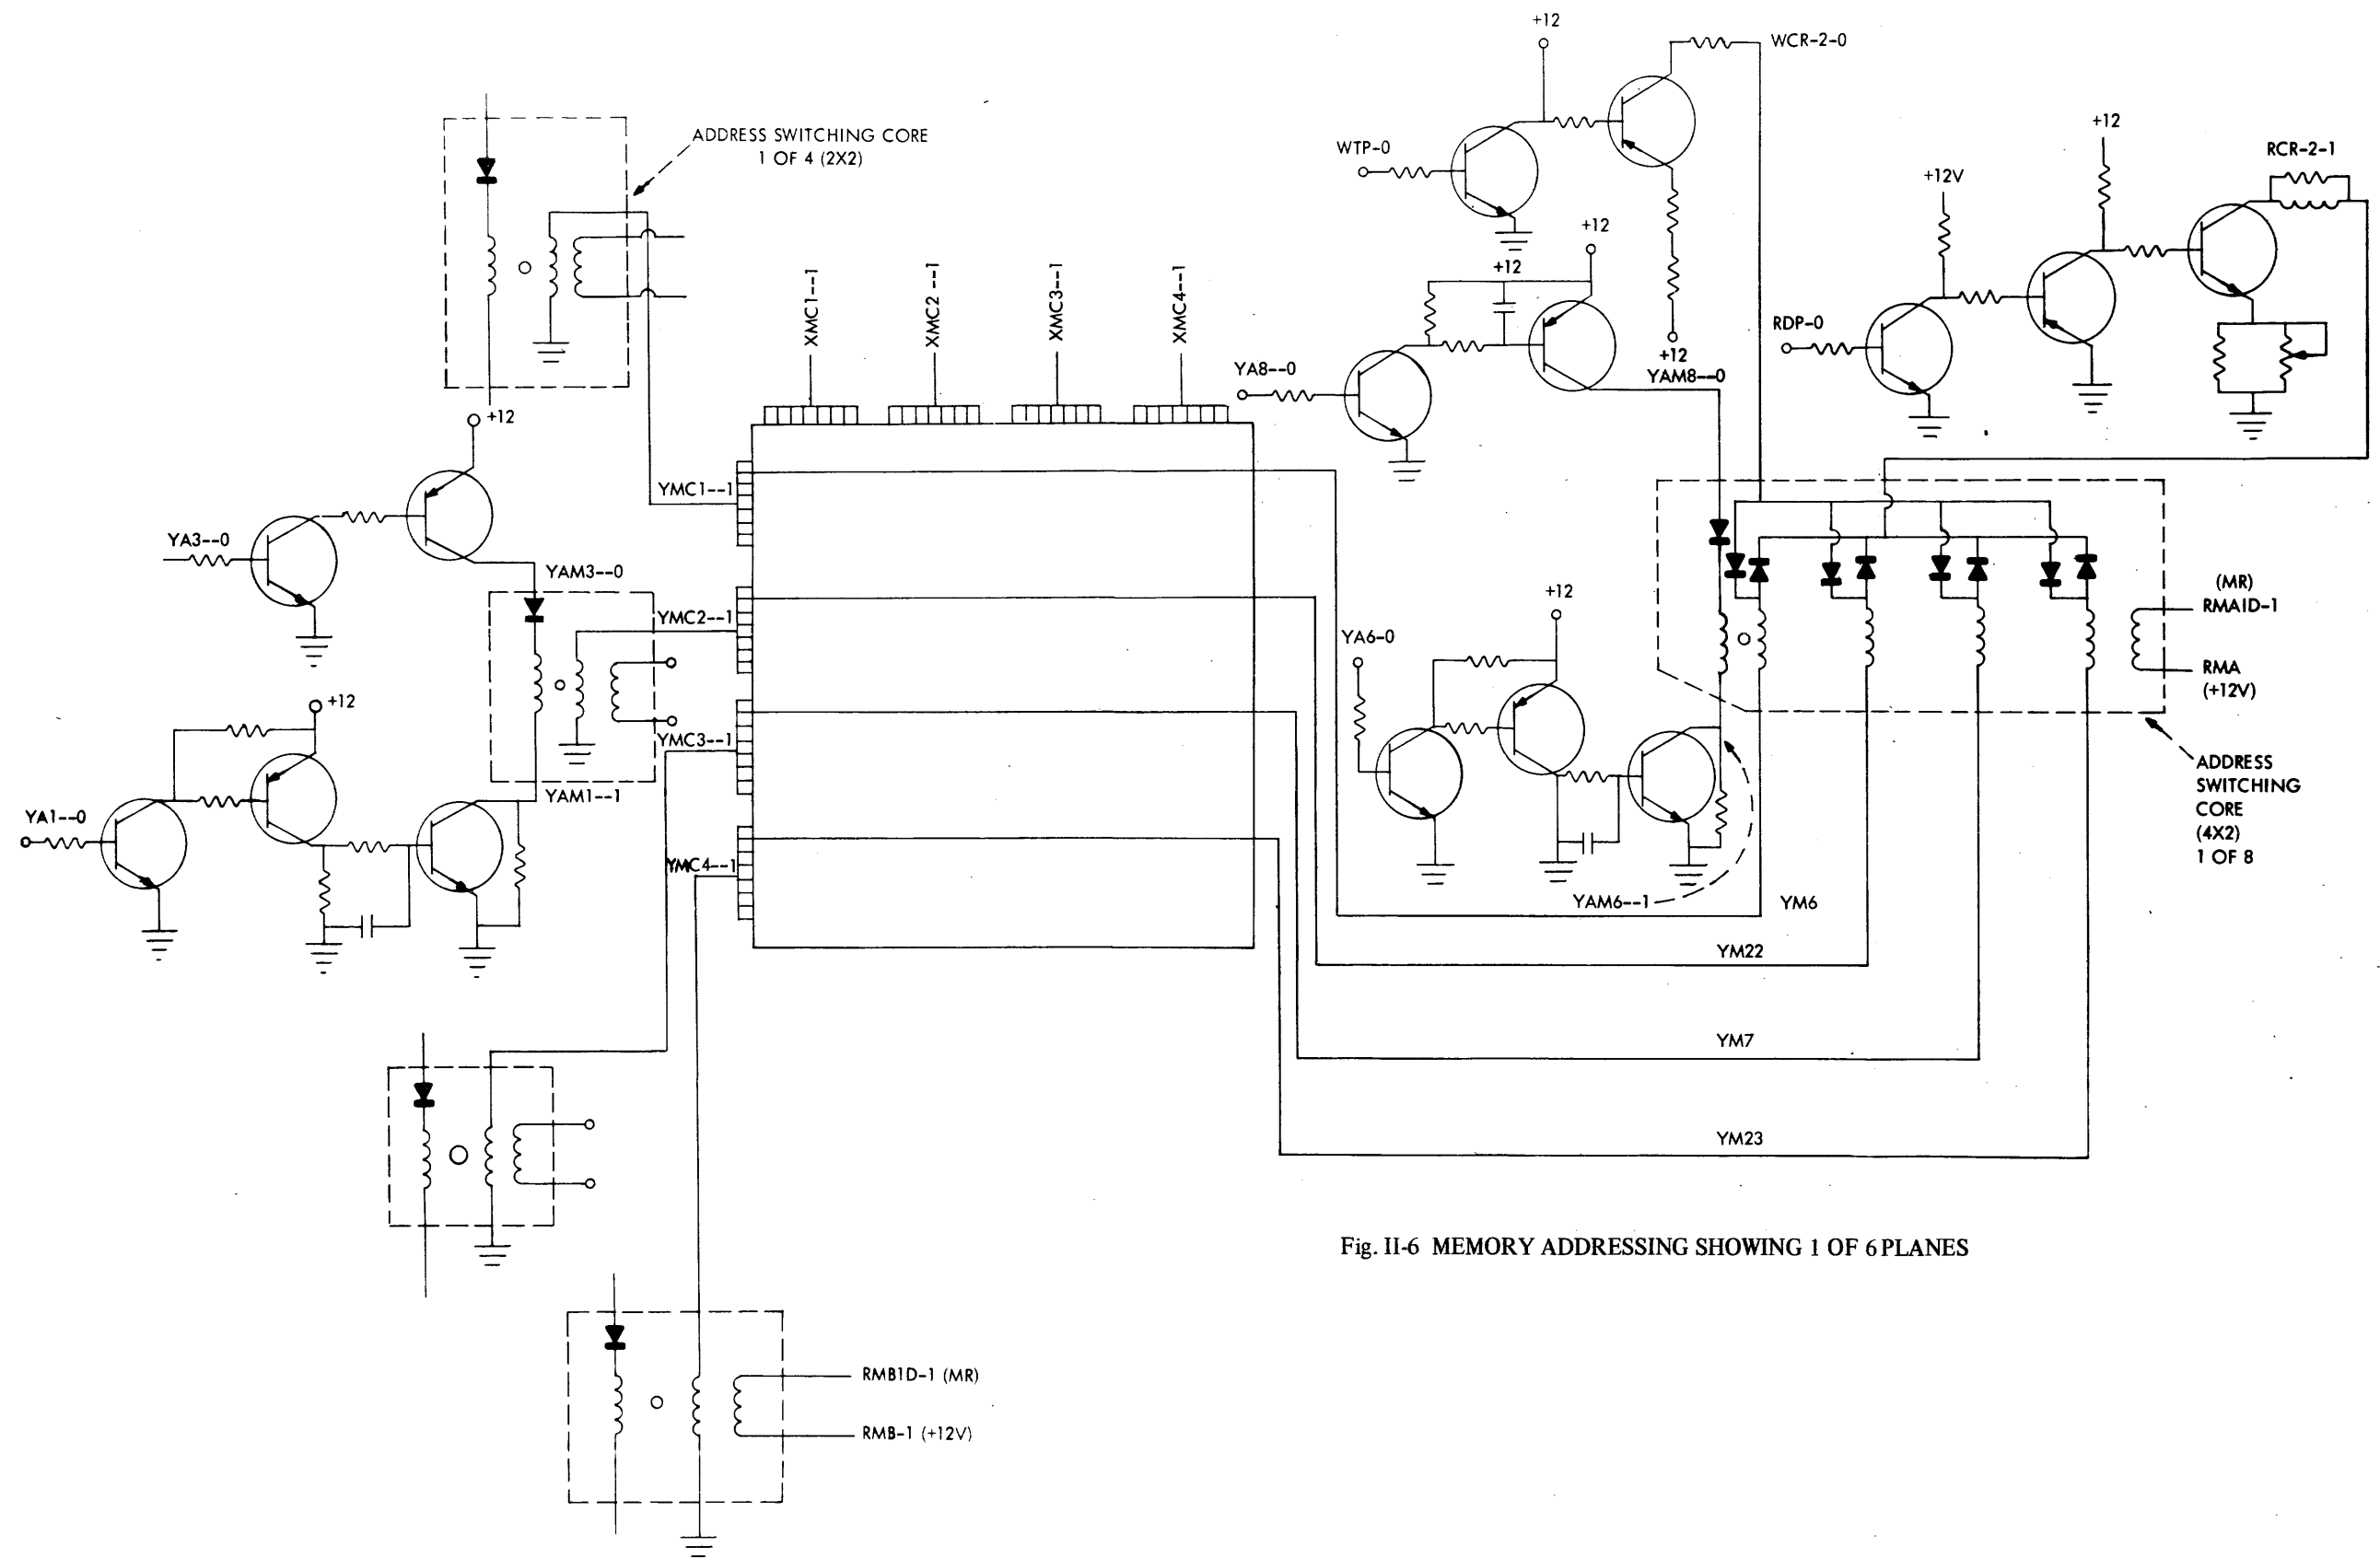 +12
WCR-2-0
ADDRESS SWITCHING CORE
1 OF 4 (2X2)
WTP-0
+12
RCR-2-1
+12V
+12
+12
XMC1--1
XMC2--1
XMC3--1
XMC4--1
RDP-0
+12
YAM8--0
YA8--0
+12
YMC1--1
YA3--0
YAM3--0
(MR)
RMAID-1
+12
YMC2--1
YA6-0
RMA
(+12V)
+12
YMC3--1
ADDRESS
SWITCHING
CORE
(4X2)
1 OF 8
YAM1--1
YA1--0
YMC4--1
YAM6--1
YM6
YM22
YM7
YM23
Fig. II-6 MEMORY ADDRESSING SHOWING 1 OF 6 PLANES
RMB1D-1 (MR)
RMB-1 (+12V)